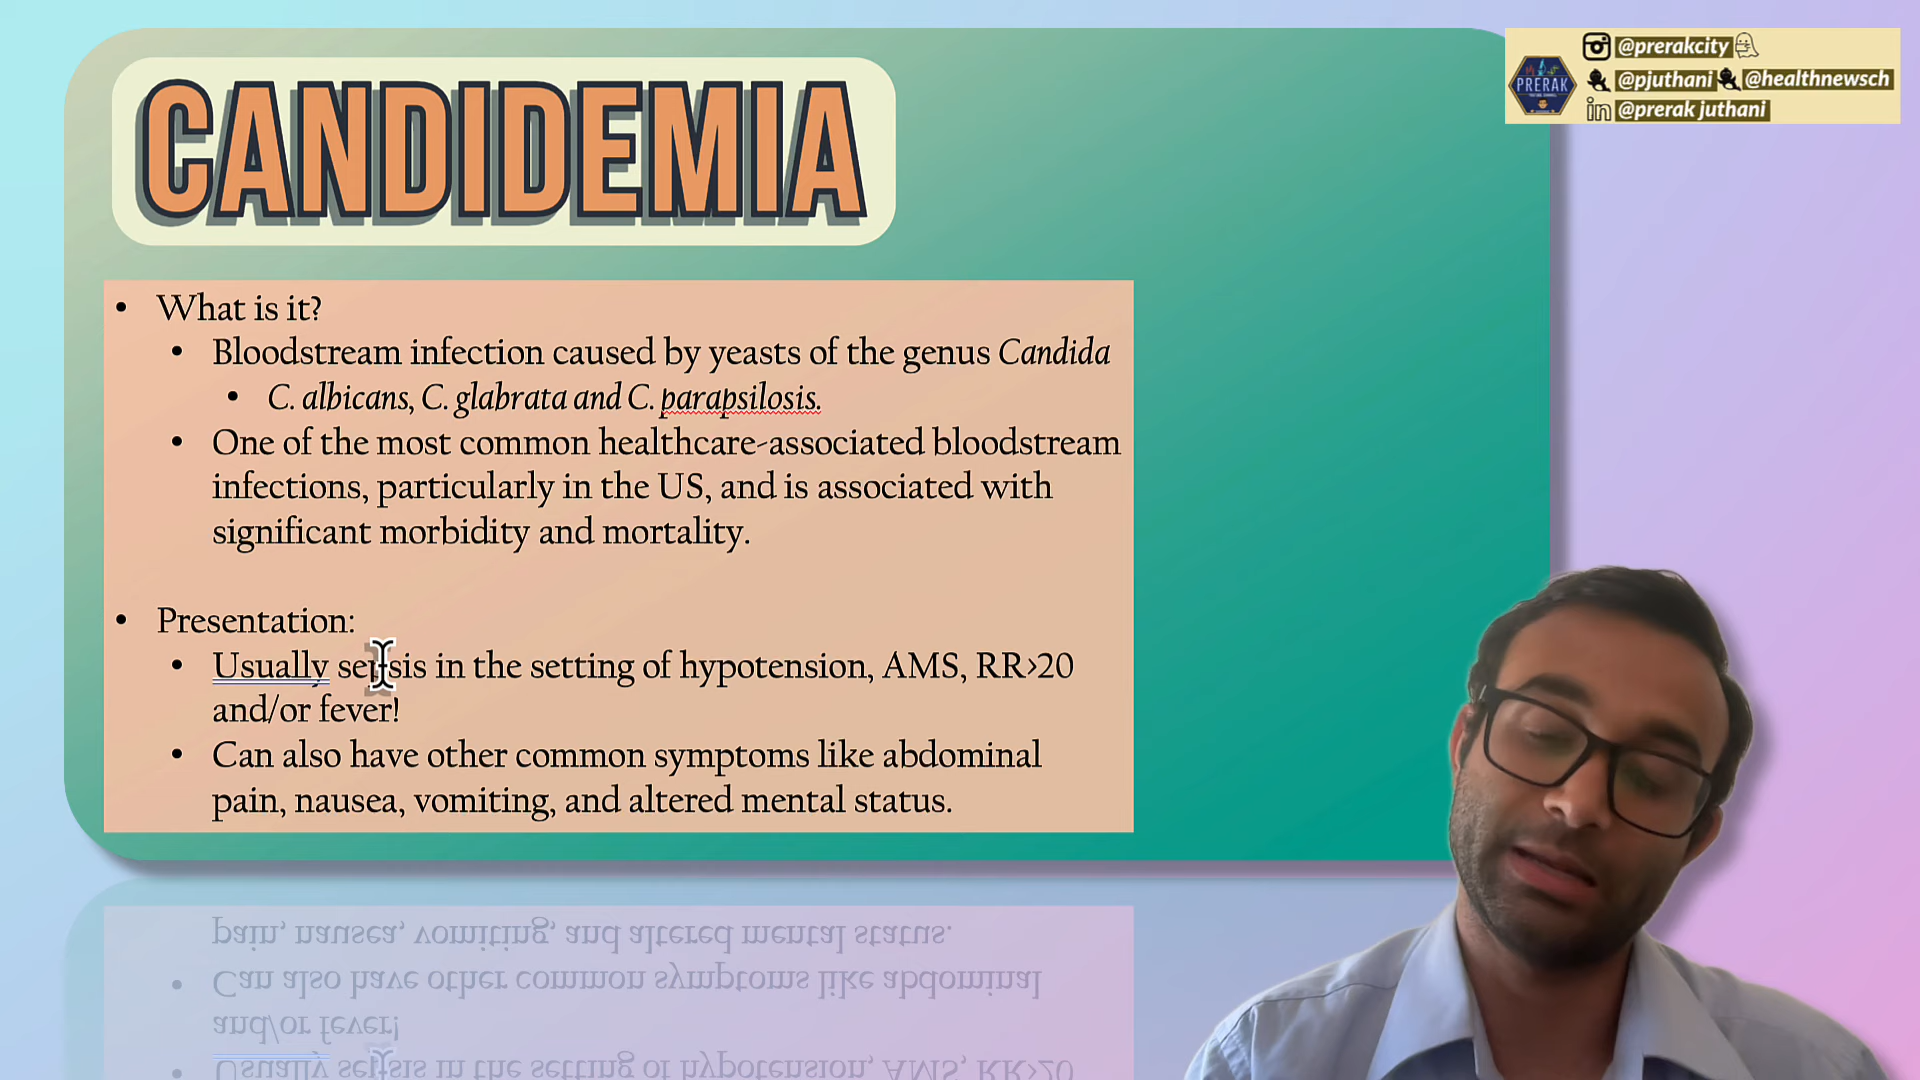 CANDIDEMIA
@prerakcity
PRERAK
@pjuthani @healthnewsch
in @prerak juthani
• What is it?
• Bloodstream infection caused by yeasts of the genus Candida
• C. albicans, C. glabrata and C. parapsilosis.
• One of the most common healthcare-associated bloodstream
infections, particularly in the US, and is associated with
significant morbidity and mortality.
• Presentation:
• Usually sepsis in the setting of hypotension, AMS, RR>20
and/or fever!
• Can also have other common symptoms like abdominal
pain, nausea, vomiting, and altered mental status.